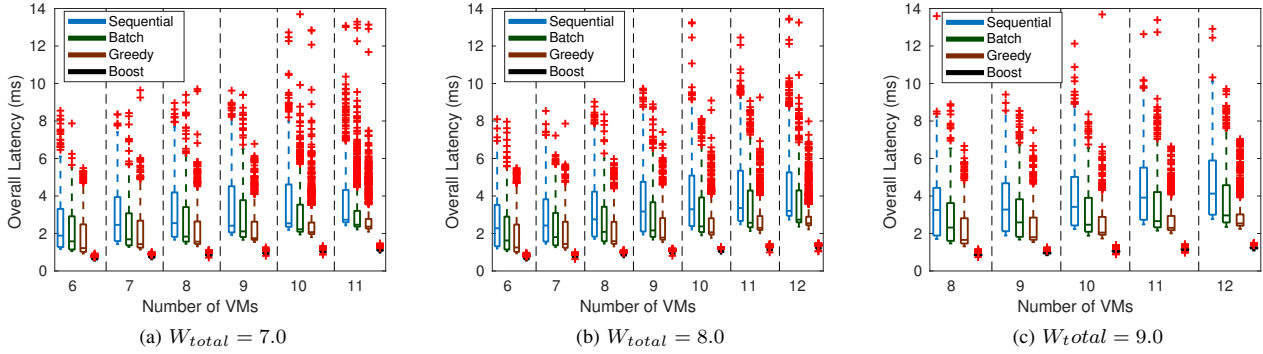 Overall Latency (ms)
14
12
10
8
6
4
2
0
Sequential
Batch
Greedy
Boost
6 7 8 9 10 11
Number of VMs
(a) W_total = 7.0
Overall Latency (ms)
14
12
10
8
6
4
2
0
Sequential
Batch
Greedy
Boost
6 7 8 9 10 11 12
Number of VMs
(b) W_total = 8.0
Overall Latency (ms)
14
12
10
8
6
4
2
0
Sequential
Batch
Greedy
Boost
8 9 10 11 12
Number of VMs
(c) W_total = 9.0